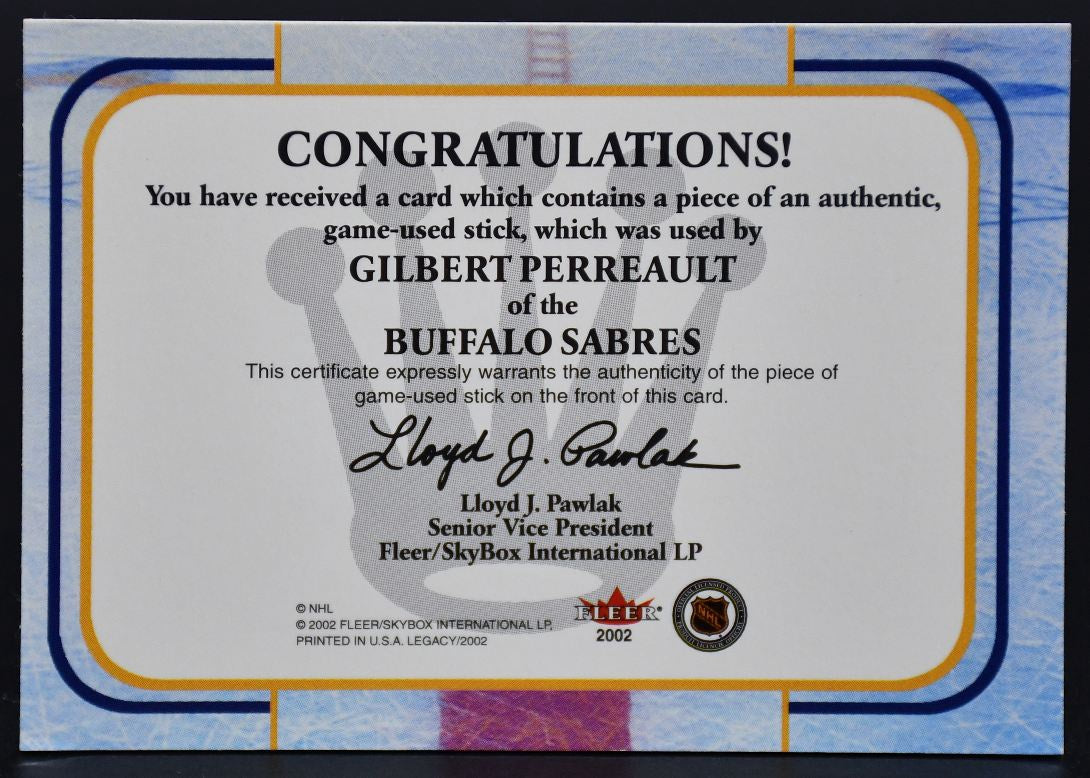 CONGRATULATIONS!
You have received a card which contains a piece of an authentic,
game-used stick, which was used by
GILBERT PERREAULT
of the
BUFFALO SABRES
This certificate expressly warrants the authenticity of the piece of
game-used stick on the front of this card.
Lloyd J. Pawlak
Lloyd J. Pawlak
Senior Vice President
Fleer/SkyBox International LP
© NHL
© 2002 FLEER/SKYBOX INTERNATIONAL LP.
PRINTED IN U.S.A. LEGACY/2002
FLEER®
2002
NHL